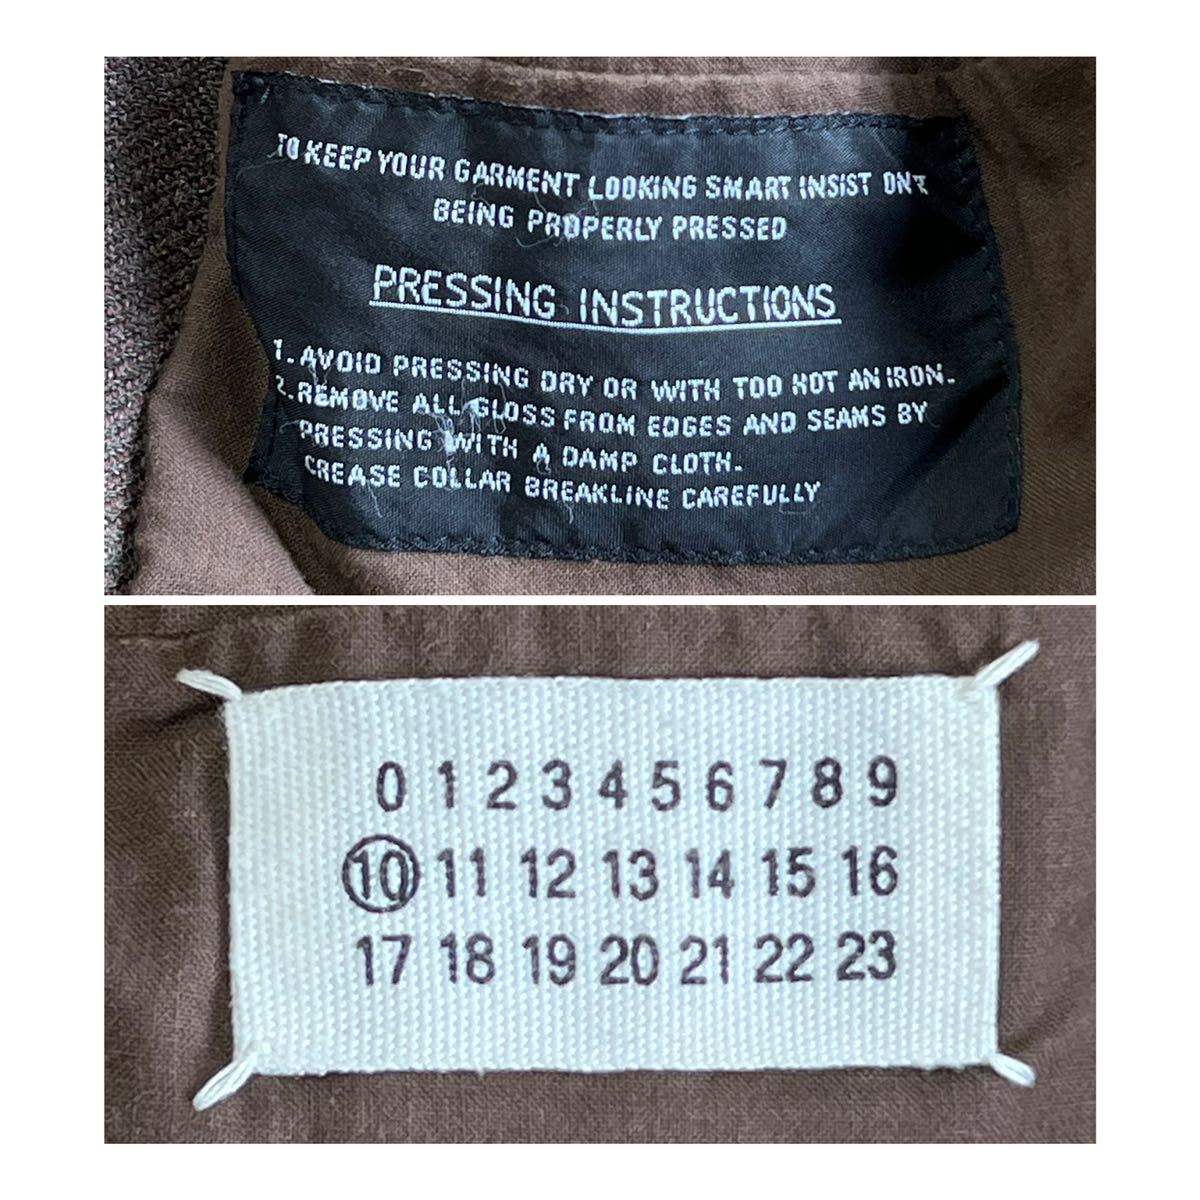 TO KEEP YOUR GARMENT LOOKING SMART INSIST ON
BEING PROPERLY PRESSED
PRESSING INSTRUCTIONS
1. AVOID PRESSING DRY OR WITH TOO HOT AN IRON.
2. REMOVE ALL GLOSS FROM EDGES AND SEAMS BY
PRESSING WITH A DAMP CLOTH.
CREASE COLLAR BREAKLINE CAREFULLY
0 1 2 3 4 5 6 7 8 9
10 11 12 13 14 15 16
17 18 19 20 21 22 23